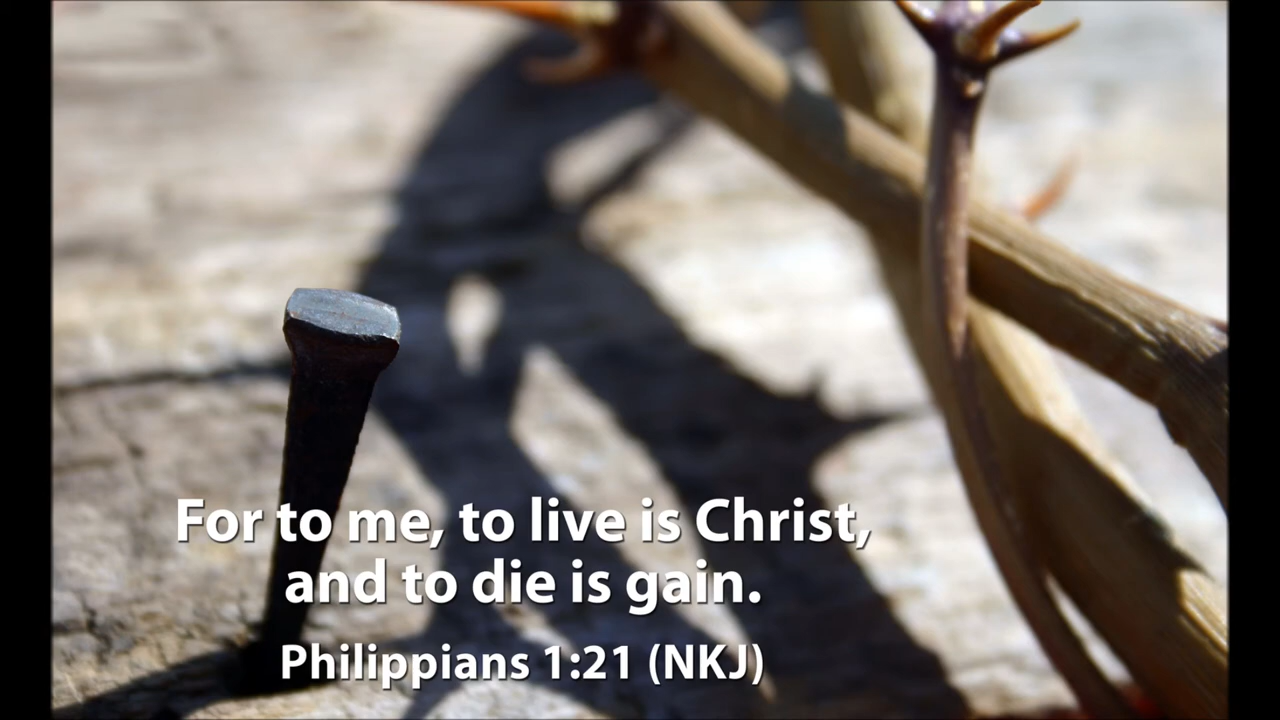 For to me, to live is Christ,
and to die is gain.
Philippians 1:21 (NKJ)